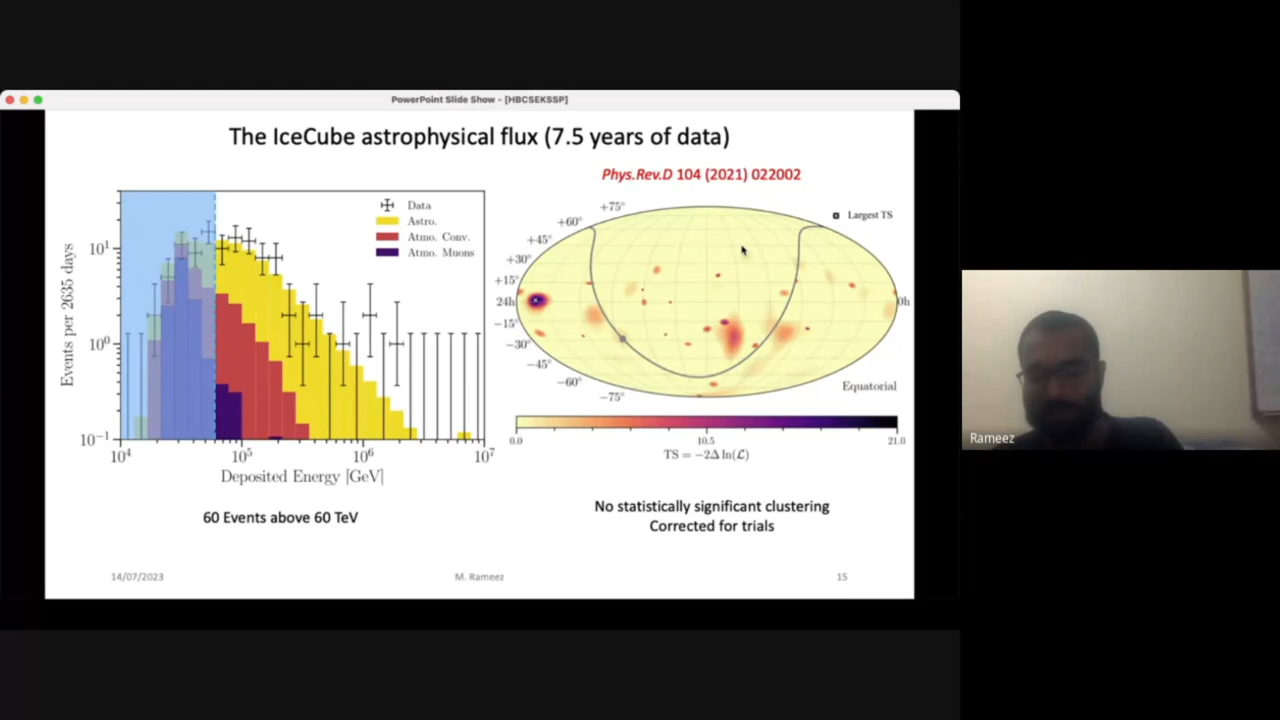 PowerPoint Slide Show - [HBCSEKSSP]
The IceCube astrophysical flux (7.5 years of data)
Phys.Rev.D 104 (2021) 022002
Data
Astro.
Atmo. Conv.
Atmo. Muons
Events per 2635 days
10¹
10⁰
10⁻¹
10⁴
10⁵
10⁶
10⁷
Deposited Energy [GeV]
60 Events above 60 TeV
Largest TS
+75°
+60°
+45°
+30°
+15°
24h
0h
−15°
−30°
−45°
−60°
−75°
Equatorial
0.0
10.5
21.0
TS = −2Δ ln(ℒ)
No statistically significant clustering
Corrected for trials
14/07/2023
M. Rameez
15
Rameez